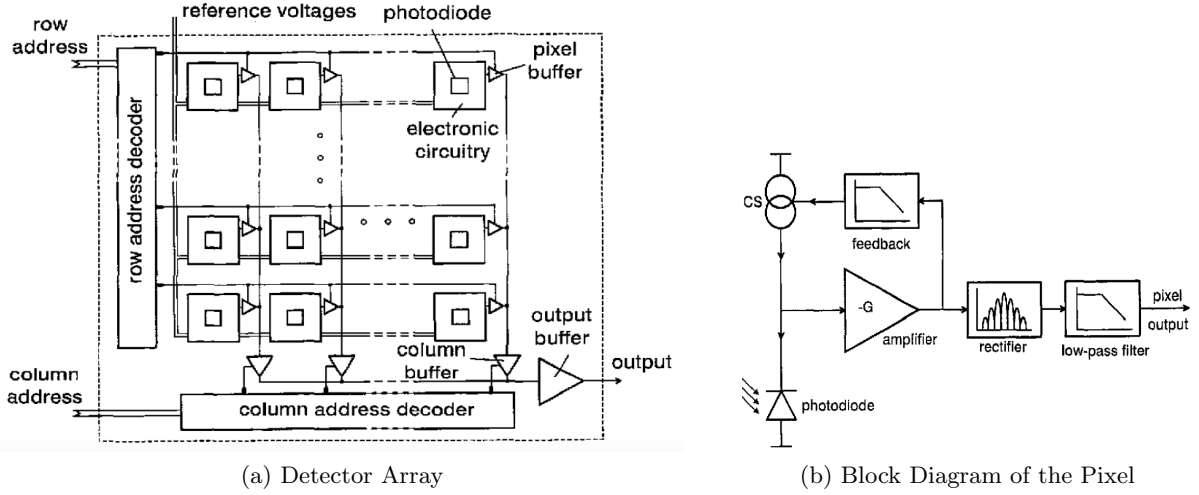 row
address
reference voltages
photodiode
pixel
buffer
row address decoder
electronic
circuitry
output
buffer
column
buffer
output
column
address
column address decoder
(a) Detector Array
CS
feedback
-G
amplifier
rectifier
low-pass filter
pixel
output
photodiode
(b) Block Diagram of the Pixel